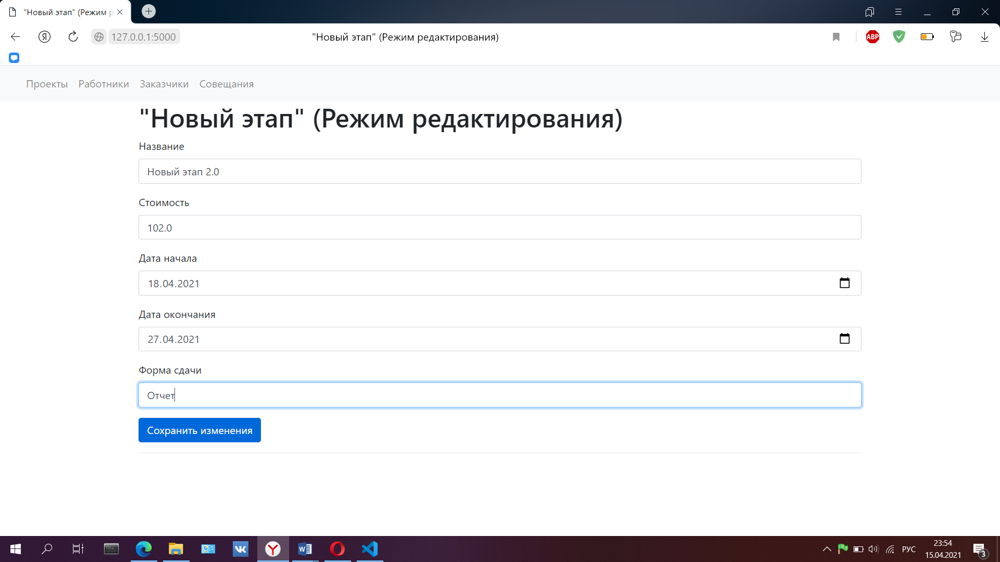 "Новый этап" (Режим р
127.0.0.1:5000
"Новый этап" (Режим редактирования)
ABP
Проекты Работники Заказчики Совещания
"Новый этап" (Режим редактирования)
Название
Новый этап 2.0
Стоимость
102.0
Дата начала
18.04.2021
Дата окончания
27.04.2021
Форма сдачи
Отчет
Сохранить изменения
РУС
23:54
15.04.2021
3